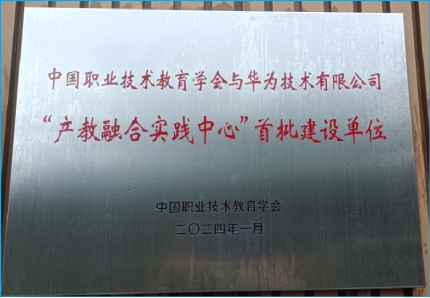 中国职业技术教育学会与华为技术有限公司
“产教融合实践中心”首批建设单位
中国职业技术教育学会
二〇二四年一月